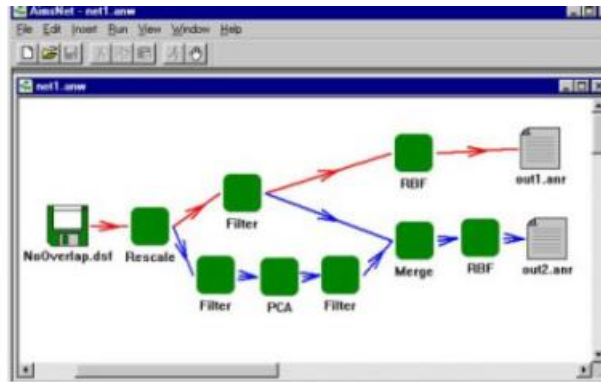 AimsNet - net1.anw
File Edit Insert Run View Window Help
net1.anw
RBF
out1.anr
Filter
NoOverlap.dsf
Rescale
Merge
RBF
out2.anr
Filter
PCA
Filter